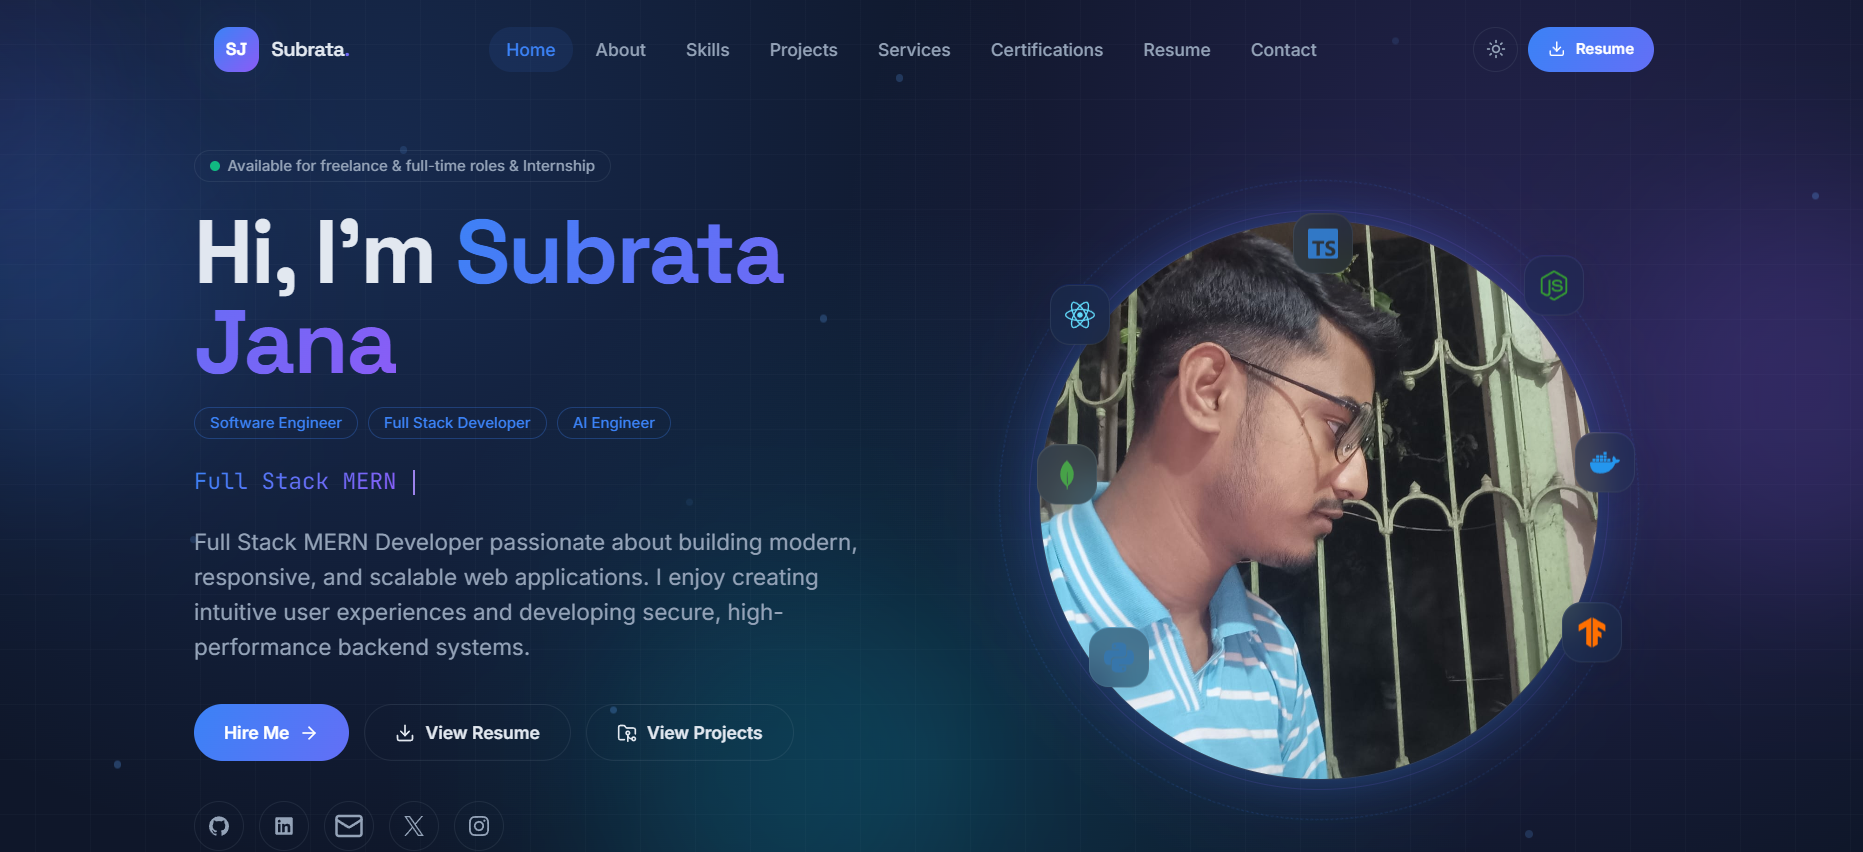 SJ Subrata. Home About Skills Projects Services Certifications Resume Contact Resume
Available for freelance & full-time roles & Internship
Hi, I’m Subrata
Jana
Software Engineer Full Stack Developer AI Engineer
Full Stack MERN
Full Stack MERN Developer passionate about building modern,
responsive, and scalable web applications. I enjoy creating
intuitive user experiences and developing secure, high-
performance backend systems.
Hire Me View Resume View Projects
TS
JS